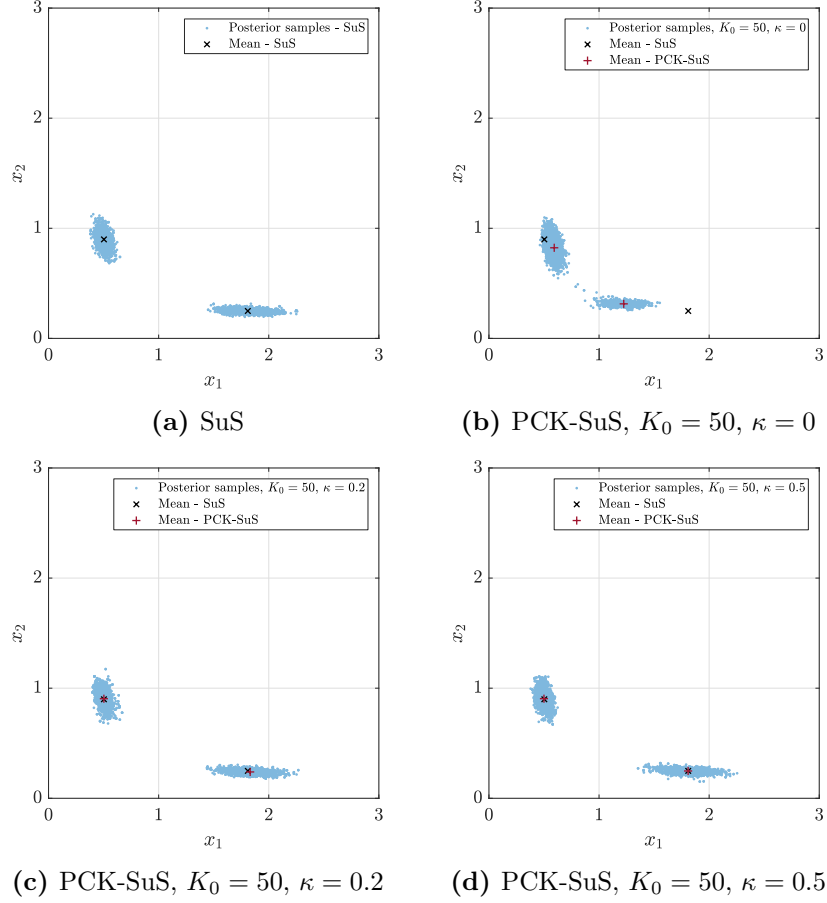 3
2
1
0
0
1
2
3
x₂
x₁
Posterior samples - SuS
Mean - SuS
(a) SuS
3
2
1
0
0
1
2
3
x₂
x₁
Posterior samples, K₀ = 50, κ = 0
Mean - SuS
Mean - PCK-SuS
(b) PCK-SuS, K₀ = 50, κ = 0
3
2
1
0
0
1
2
3
x₂
x₁
Posterior samples, K₀ = 50, κ = 0.2
Mean - SuS
Mean - PCK-SuS
(c) PCK-SuS, K₀ = 50, κ = 0.2
3
2
1
0
0
1
2
3
x₂
x₁
Posterior samples, K₀ = 50, κ = 0.5
Mean - SuS
Mean - PCK-SuS
(d) PCK-SuS, K₀ = 50, κ = 0.5